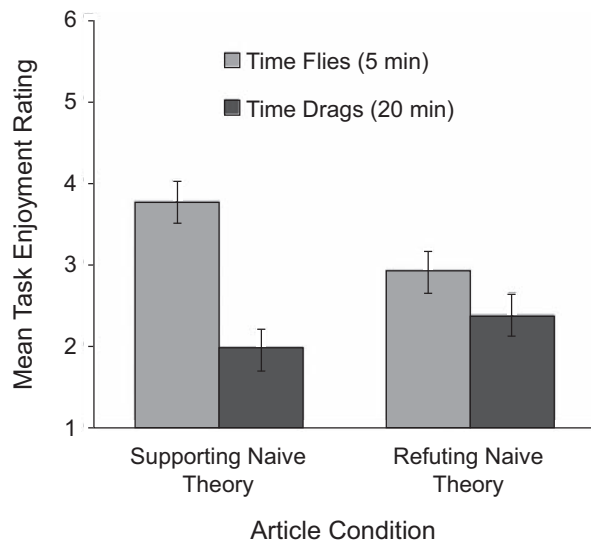 Mean Task Enjoyment Rating
6
5
4
3
2
1
Time Flies (5 min)
Time Drags (20 min)
Supporting Naive
Theory
Refuting Naive
Theory
Article Condition